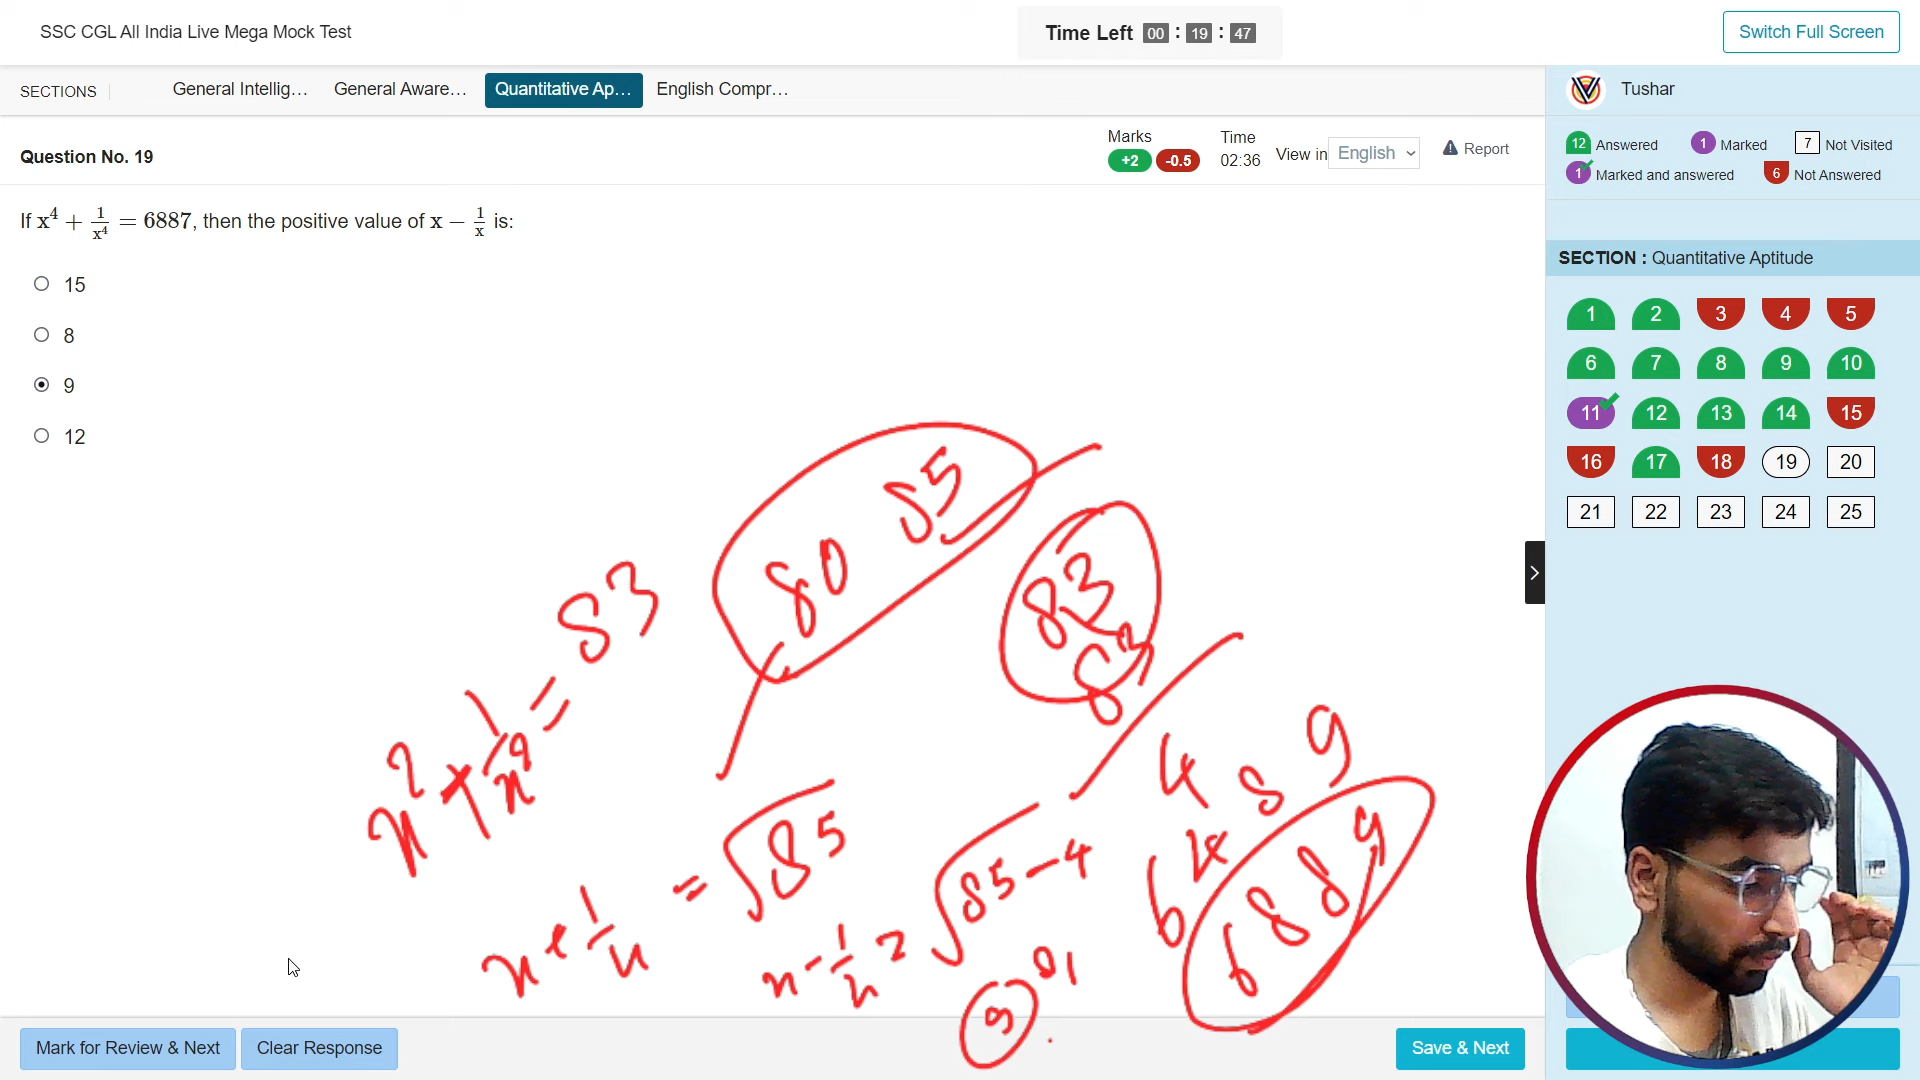 SSC CGL All India Live Mega Mock Test
Time Left 00 : 19 : 47
Switch Full Screen
SECTIONS General Intellig... General Aware... Quantitative Ap... English Compr...
Tushar
Question No. 19
Marks +2 -0.5
Time 02:36
View in English
Report
12 Answered 1 Marked 7 Not Visited
1 Marked and answered 6 Not Answered
If x⁴ + 1/x⁴ = 6887, then the positive value of x − 1/x is:
15
8
9
12
SECTION : Quantitative Aptitude
1 2 3 4 5
6 7 8 9 10
11 12 13 14 15
16 17 18 19 20
21 22 23 24 25
80 85
83
83
x² + 1/x² = 83
x + 1/x = √85
x − 1/x = √85−4
81
9
4 8 9
64
6889
Mark for Review & Next
Clear Response
Save & Next